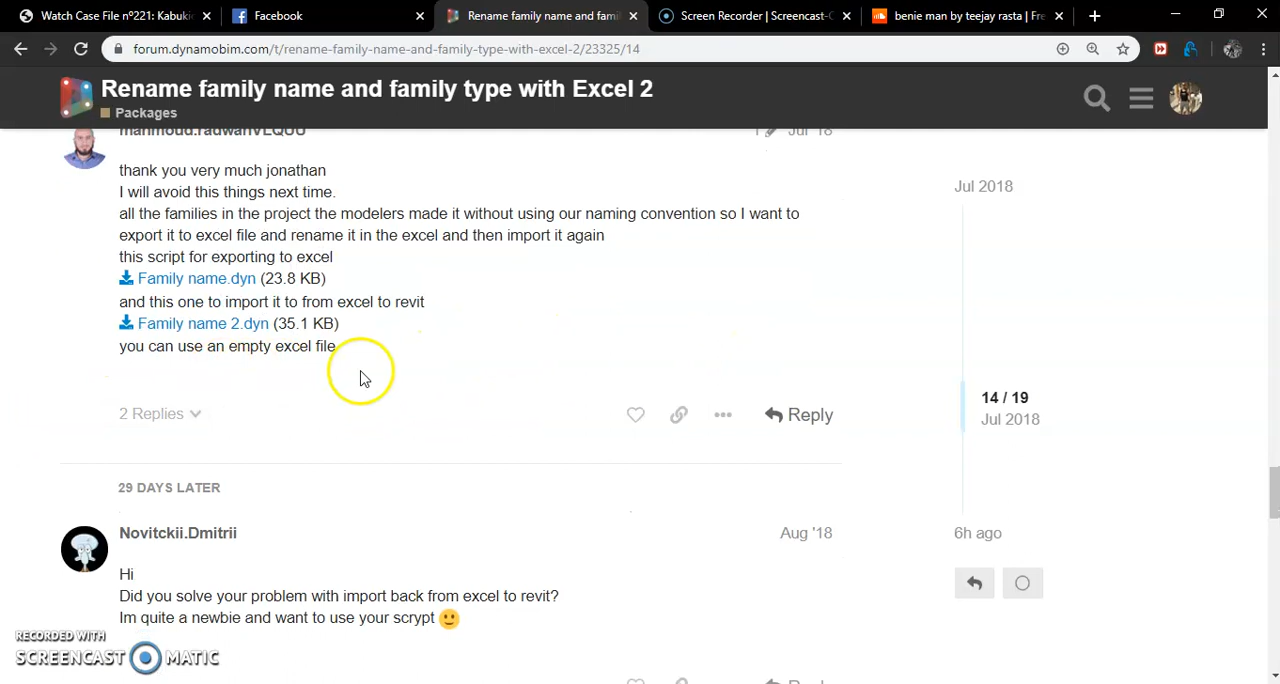 Watch Case File nº221: Kabuki
Facebook
Rename family name and fami
Screen Recorder | Screencast-O
benie man by teejay rasta | Fre
forum.dynamobim.com/t/rename-family-name-and-family-type-with-excel-2/23325/14
Rename family name and family type with Excel 2
Packages
Jul '18
thank you very much jonathan
I will avoid this things next time.
all the families in the project the modelers made it without using our naming convention so I want to
export it to excel file and rename it in the excel and then import it again
this script for exporting to excel
Family name.dyn (23.8 KB)
and this one to import it to from excel to revit
Family name 2.dyn (35.1 KB)
you can use an empty excel file
2 Replies
Reply
Jul 2018
14 / 19
Jul 2018
6h ago
29 DAYS LATER
Novitckii.Dmitrii
Aug '18
Hi
Did you solve your problem with import back from excel to revit?
Im quite a newbie and want to use your scrypt
RECORDED WITH
SCREENCAST MATIC